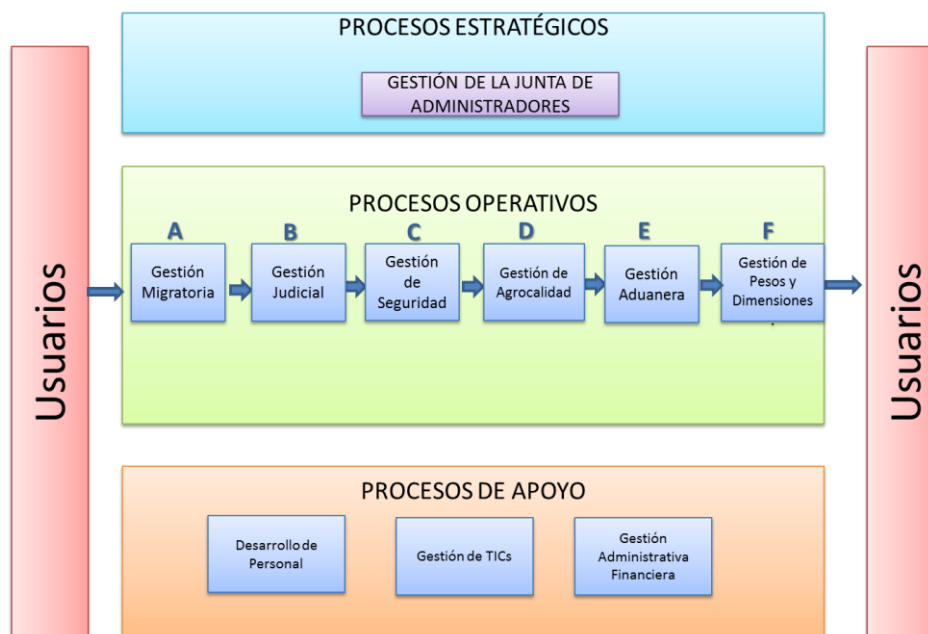 PROCESOS ESTRATÉGICOS
GESTIÓN DE LA JUNTA DE
ADMINISTRADORES
Usuarios
PROCESOS OPERATIVOS
A
B
C
D
E
F
Gestión
Migratoria
Gestión
Judicial
Gestión
de
Seguridad
Gestión de
Agrocalidad
Gestión
Aduanera
Gestión de
Pesos y
Dimensiones
.
Usuarios
PROCESOS DE APOYO
Desarrollo de
Personal
Gestión de TICs
Gestión
Administrativa
Financiera